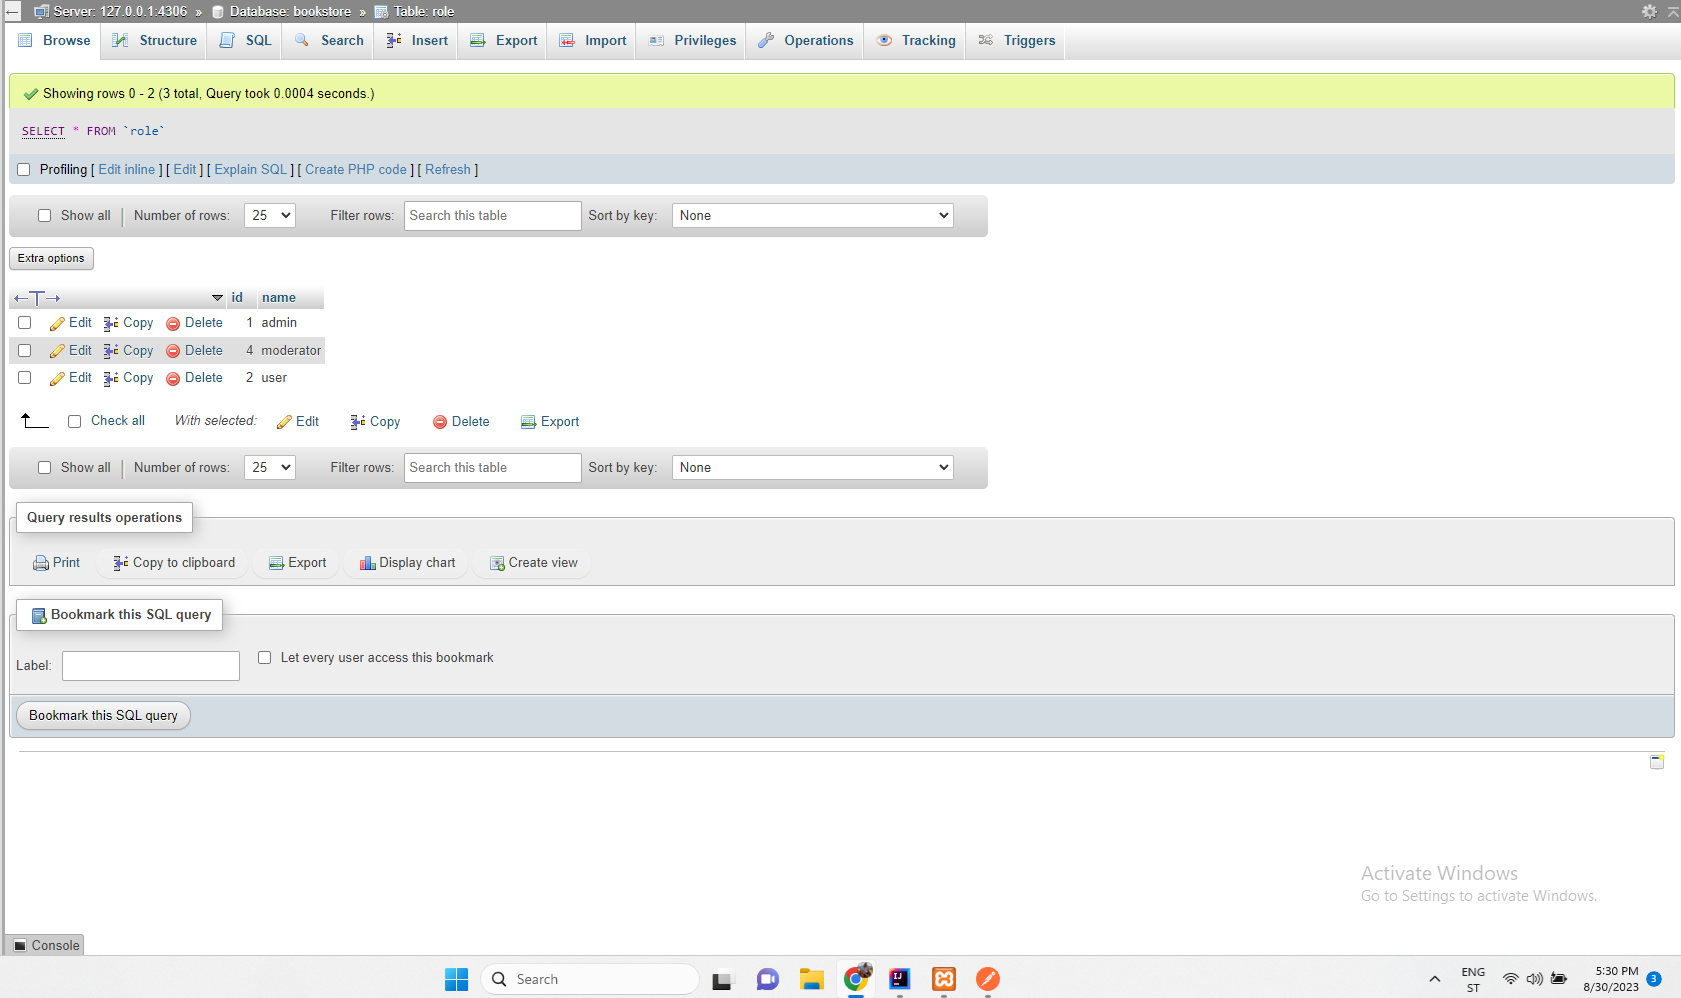 Server: 127.0.0.1:4306 » Database: bookstore » Table: role
Browse Structure SQL Search Insert Export Import Privileges Operations Tracking Triggers
Showing rows 0 - 2 (3 total, Query took 0.0004 seconds.)
SELECT * FROM `role`
Profiling [ Edit inline ] [ Edit ] [ Explain SQL ] [ Create PHP code ] [ Refresh ]
Show all Number of rows: 25 Filter rows: Search this table Sort by key: None
Extra options
id name
Edit Copy Delete 1 admin
Edit Copy Delete 4 moderator
Edit Copy Delete 2 user
Check all With selected: Edit Copy Delete Export
Show all Number of rows: 25 Filter rows: Search this table Sort by key: None
Query results operations
Print Copy to clipboard Export Display chart Create view
Bookmark this SQL query
Label: Let every user access this bookmark
Bookmark this SQL query
Activate Windows
Go to Settings to activate Windows.
Console
Search
ENG
ST
5:30 PM
8/30/2023
3